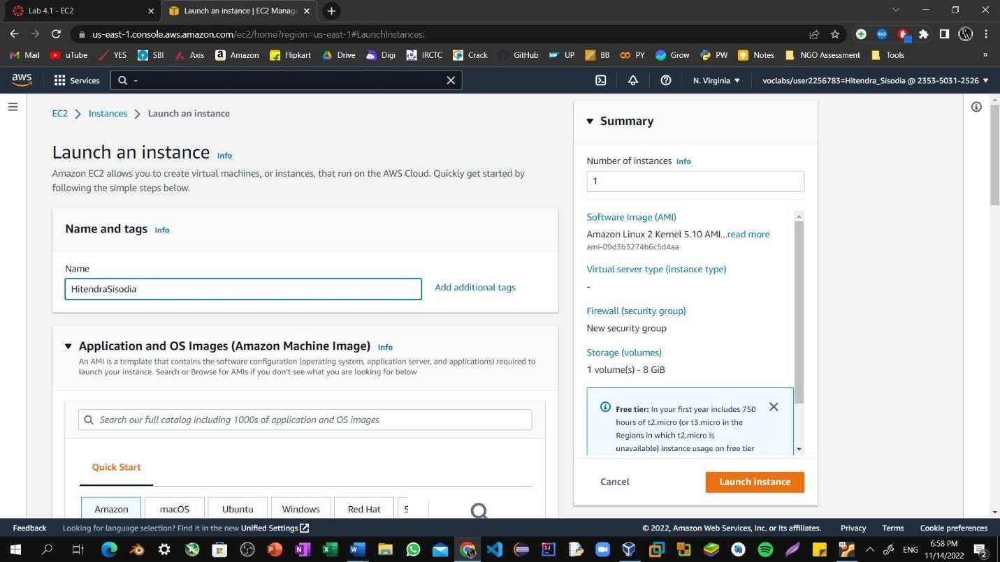 Lab 4.1 - EC2
Launch an instance | EC2 Manag
us-east-1.console.aws.amazon.com/ec2/home?region=us-east-1#LaunchInstances:
Mail uTube YES SBI Axis Amazon Flipkart Drive Digi IRCTC Crack GitHub UP BB PY Grow PW Notes NGO Assessment Tools »
aws Services - N. Virginia voclabs/user2256783=Hitendra_Sisodia @ 2353-5031-2526
EC2 > Instances > Launch an instance
Launch an instance Info
Amazon EC2 allows you to create virtual machines, or instances, that run on the AWS Cloud. Quickly get started by
following the simple steps below.
Name and tags Info
Name
HitendraSisodia
Add additional tags
Application and OS Images (Amazon Machine Image) Info
An AMI is a template that contains the software configuration (operating system, application server, and applications) required to
launch your instance. Search or Browse for AMIs if you don't see what you are looking for below
Search our full catalog including 1000s of application and OS images
Quick Start
Amazon macOS Ubuntu Windows Red Hat S
Summary
Number of instances Info
1
Software Image (AMI)
Amazon Linux 2 Kernel 5.10 AMI...read more
ami-09d3b3274b6c5d4aa
Virtual server type (instance type)
-
Firewall (security group)
New security group
Storage (volumes)
1 volume(s) - 8 GiB
Free tier: In your first year includes 750
hours of t2.micro (or t3.micro in the
Regions in which t2.micro is
unavailable) instance usage on free tier
Cancel
Launch instance
Feedback Looking for language selection? Find it in the new Unified Settings © 2022, Amazon Web Services, Inc. or its affiliates. Privacy Terms Cookie preferences
ENG
6:58 PM
11/14/2022
2